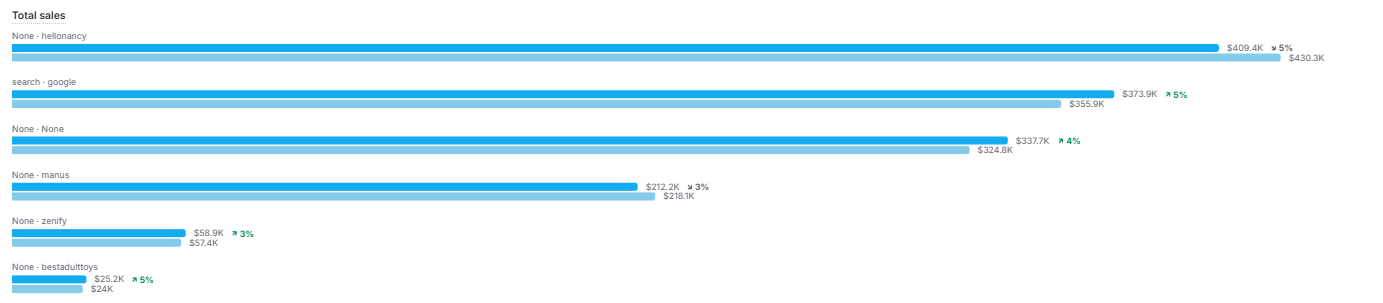 Total sales
None · hellonancy
$409.4K ↘ 5%
$430.3K
search · google
$373.9K ↗ 5%
$355.9K
None · None
$337.7K ↗ 4%
$324.8K
None · manus
$212.2K ↘ 3%
$218.1K
None · zenify
$58.9K ↗ 3%
$57.4K
None · bestadulttoys
$25.2K ↗ 5%
$24K